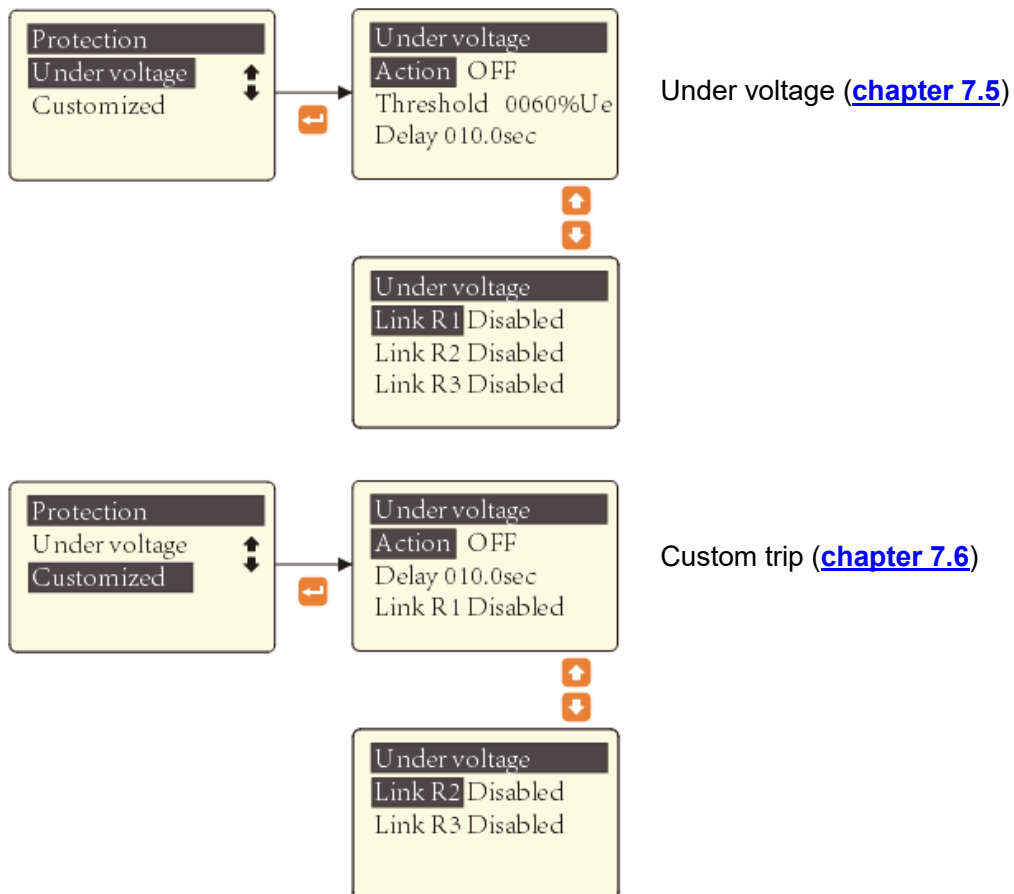 Protection
Under voltage
Customized
Under voltage
Action OFF
Threshold 0060%Ue
Delay 010.0sec
Under voltage (chapter 7.5)
Under voltage
Link R1 Disabled
Link R2 Disabled
Link R3 Disabled
Protection
Under voltage
Customized
Under voltage
Action OFF
Delay 010.0sec
Link R1 Disabled
Custom trip (chapter 7.6)
Under voltage
Link R2 Disabled
Link R3 Disabled